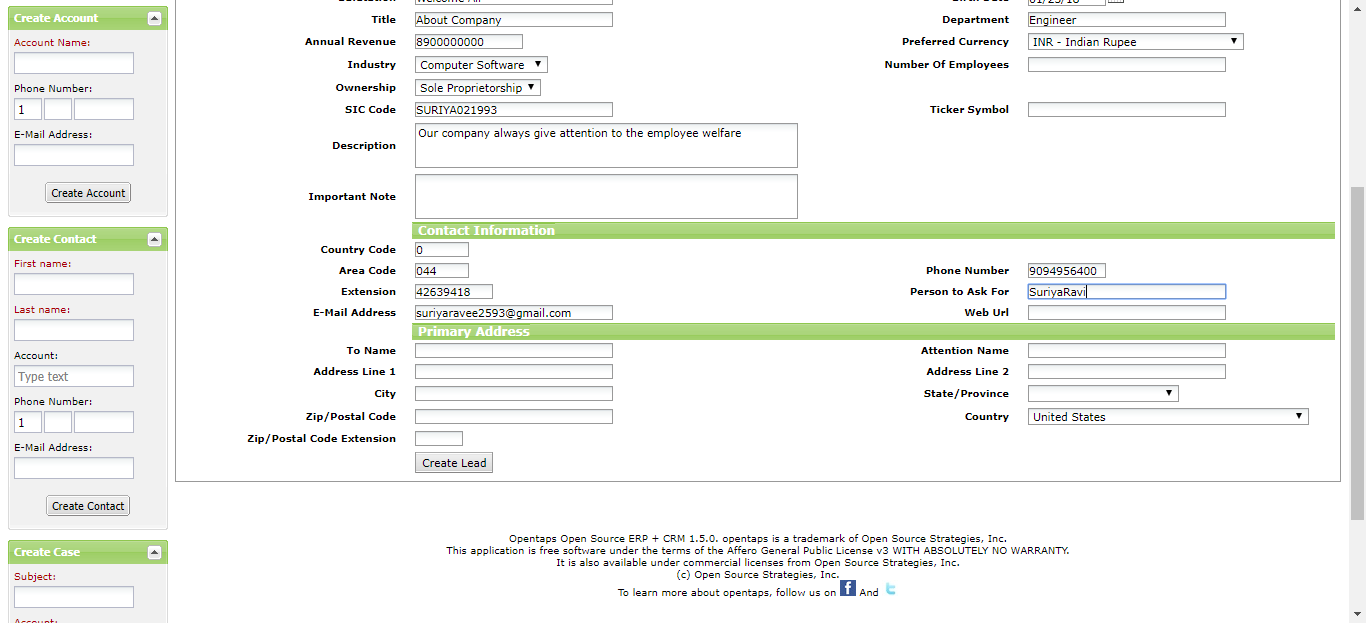 Create Account
Account Name:
Phone Number:
1
E-Mail Address:
Create Account
Create Contact
First name:
Last name:
Account:
Type text
Phone Number:
1
E-Mail Address:
Create Contact
Create Case
Subject:
Title About Company Department Engineer
Annual Revenue 8900000000 Preferred Currency INR - Indian Rupee
Industry Computer Software Number Of Employees
Ownership Sole Proprietorship
SIC Code SURIYA021993 Ticker Symbol
Description Our company always give attention to the employee welfare
Important Note
Contact Information
Country Code 0
Area Code 044 Phone Number 9094956400
Extension 42639418 Person to Ask For SuriyaRavi
E-Mail Address suriyaravee2593@gmail.com Web Url
Primary Address
To Name Attention Name
Address Line 1 Address Line 2
City State/Province
Zip/Postal Code Country United States
Zip/Postal Code Extension
Create Lead
Opentaps Open Source ERP + CRM 1.5.0. opentaps is a trademark of Open Source Strategies, Inc.
This application is free software under the terms of the Affero General Public License v3 WITH ABSOLUTELY NO WARRANTY.
It is also available under commercial licenses from Open Source Strategies, Inc.
(c) Open Source Strategies, Inc.
To learn more about opentaps, follow us on f And t